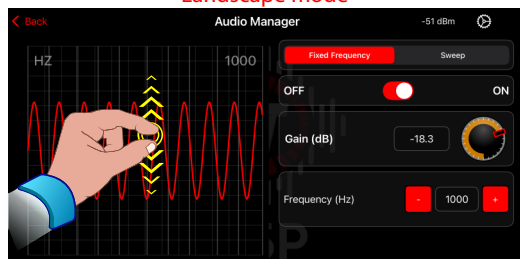 Landscape mode
Back
Audio Manager
-51 dBm
HZ
1000
Fixed Frequency
Sweep
OFF
ON
Gain (dB)
-18.3
Frequency (Hz)
-
1000
+